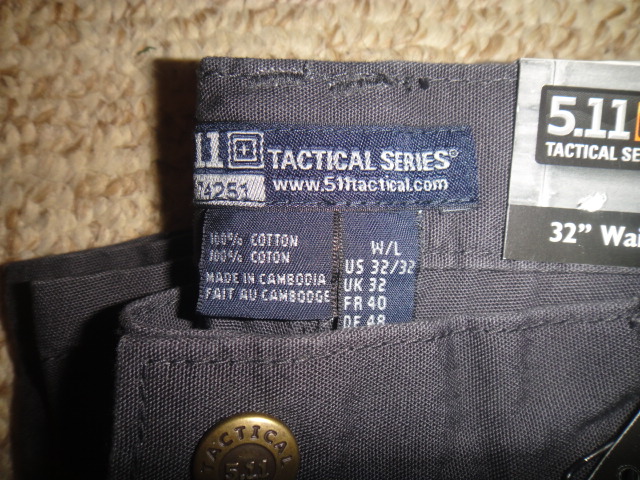 11 TACTICAL SERIES®
74251 www.511tactical.com
100% COTTON
100% COTON
MADE IN CAMBODIA
FAIT AU CAMBODGE
W/L
US 32/32
UK 32
FR 40
DE 48
5.11
TACTICAL SE
32" Wai
TACTICAL
5.11